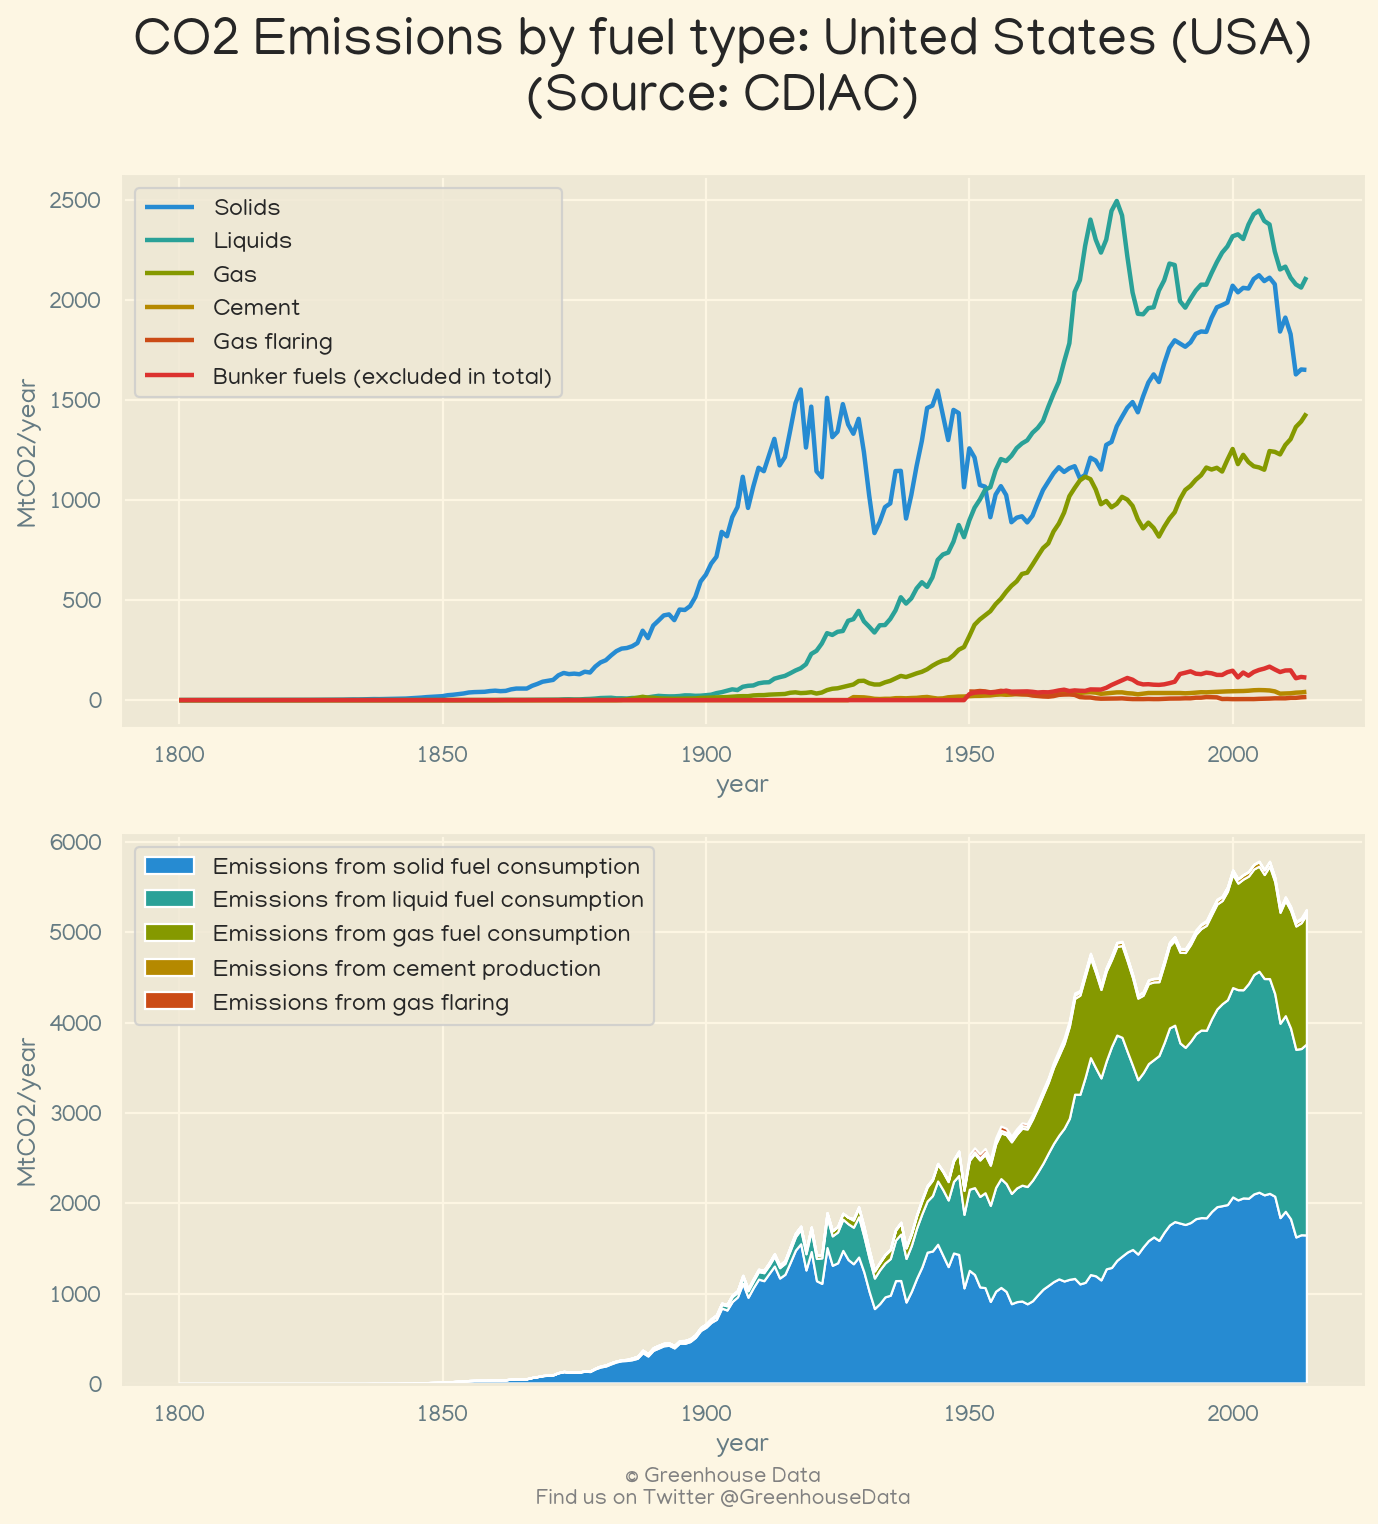 CO2 Emissions by fuel type: United States (USA)
(Source: CDIAC)
2500
2000
1500
1000
500
0
MtCO2/year
Solids
Liquids
Gas
Cement
Gas flaring
Bunker fuels (excluded in total)
1800 1850 1900 1950 2000
year
6000
5000
4000
3000
2000
1000
0
MtCO2/year
Emissions from solid fuel consumption
Emissions from liquid fuel consumption
Emissions from gas fuel consumption
Emissions from cement production
Emissions from gas flaring
1800 1850 1900 1950 2000
year
© Greenhouse Data
Find us on Twitter @GreenhouseData